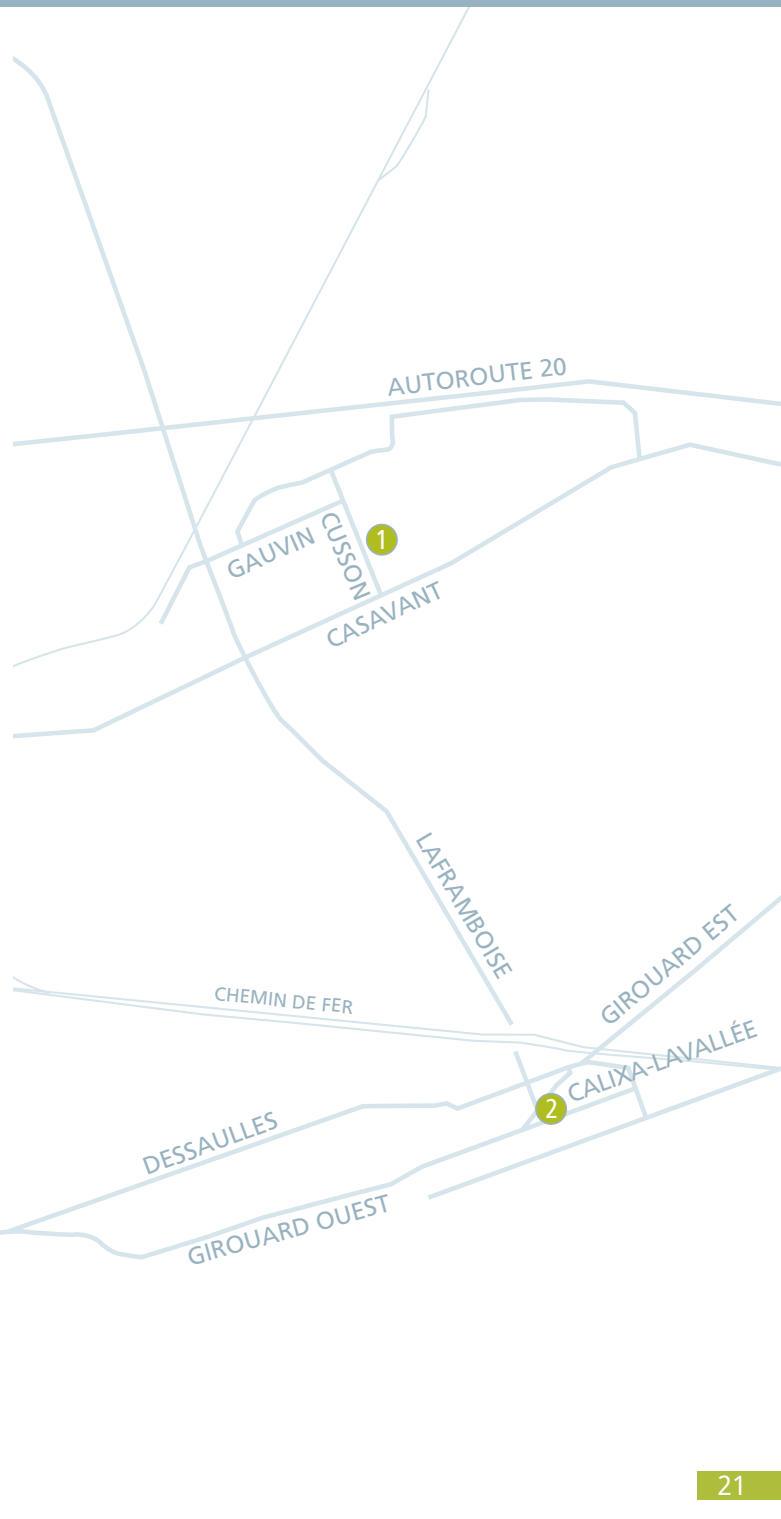 AUTOROUTE 20
GAUVIN
CUSSON
1
CASAVANT
LAFRAMBOISE
GIROUARD EST
CHEMIN DE FER
CALIXA-LAVALLÉE
2
DESSAULLES
GIROUARD OUEST
21